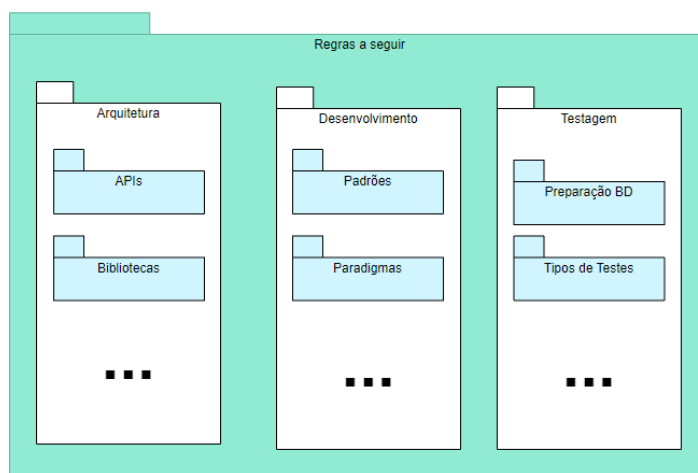 Regras a seguir
Arquitetura
APIs
Bibliotecas
Desenvolvimento
Padrões
Paradigmas
Testagem
Preparação BD
Tipos de Testes